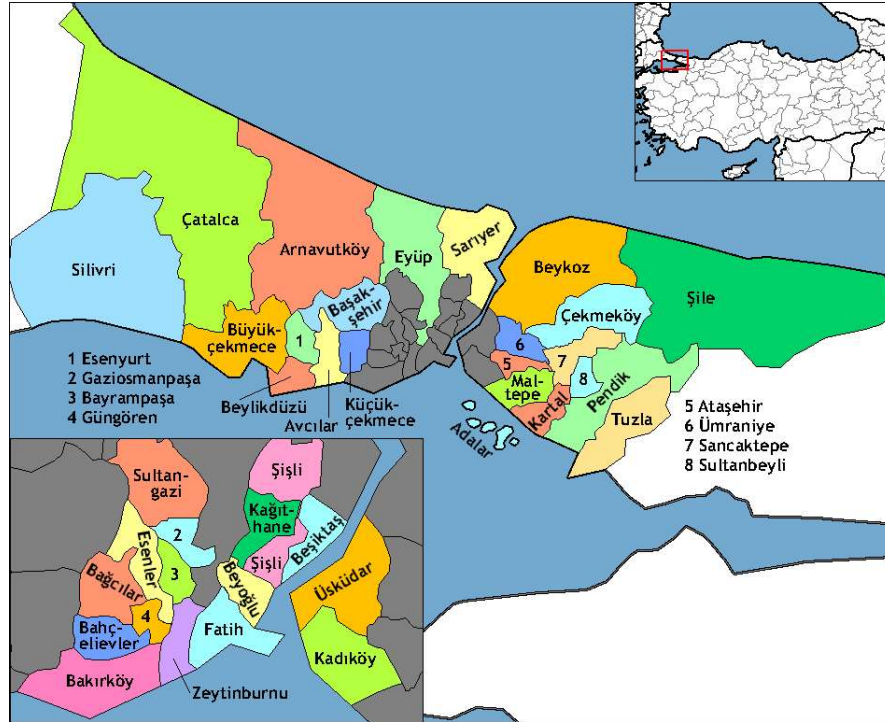 Silivri
Çatalca
Arnavutköy
Eyüp
Sarıyer
Büyük-
çekmece
1
Başak-
şehir
Beylikdüzü
Avcılar
Küçük-
çekmece
Beykoz
Şile
Çekmeköy
6
5
7
8
Mal-
tepe
Kartal
Pendik
Tuzla
Adalar
1 Esenyurt
2 Gaziosmanpaşa
3 Bayrampaşa
4 Güngören
5 Ataşehir
6 Ümraniye
7 Sancaktepe
8 Sultanbeyli
Sultan-
gazi
Şişli
Kağıt-
hane
Beşiktaş
2
Esenler
3
Şişli
Bağcılar
Beyoğlu
Üsküdar
4
Bahç-
elievler
Fatih
Kadıköy
Bakırköy
Zeytinburnu